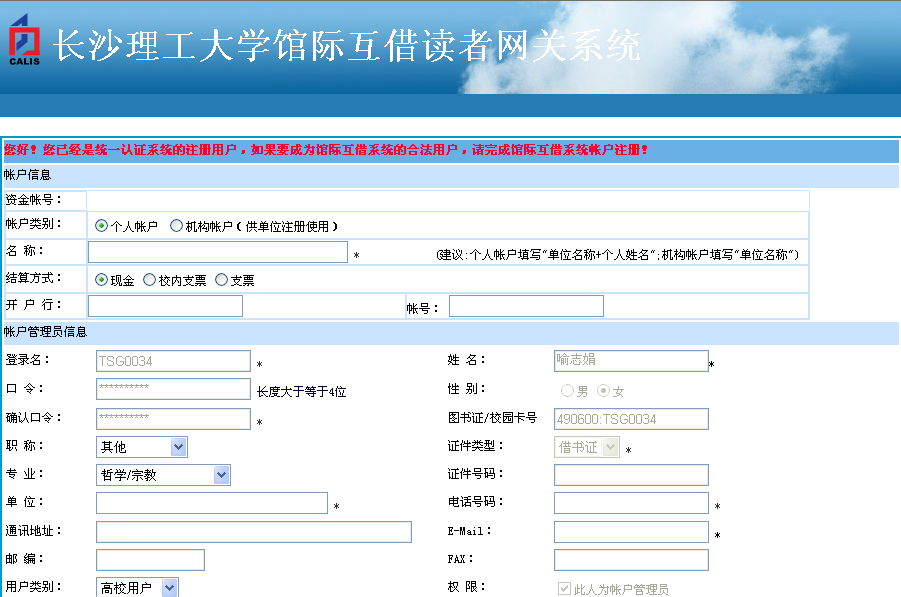 CALIS
长沙理工大学馆际互借读者网关系统
您好！您已经是统一认证系统的注册用户，如果要成为馆际互借系统的合法用户，请完成馆际互借系统帐户注册！
帐户信息
资金帐号：
帐户类别： 个人帐户 机构帐户（供单位注册使用）
名 称： * (建议:个人帐户填写"单位名称+个人姓名";机构帐户填写"单位名称")
结算方式： 现金 校内支票 支票
开 户 行： 帐号：
帐户管理员信息
登录名： TSG0034 * 姓 名： 喻志娟 *
口 令： ********** 长度大于等于4位 性 别： 男 女
确认口令： ********** * 图书证/校园卡号 490600:TSG0034
职 称： 其他 证件类型： 借书证 *
专 业： 哲学/宗教 证件号码：
单 位： * 电话号码： *
通讯地址： E-Mail： *
邮 编： FAX：
用户类别： 高校用户 权 限： 此人为帐户管理员